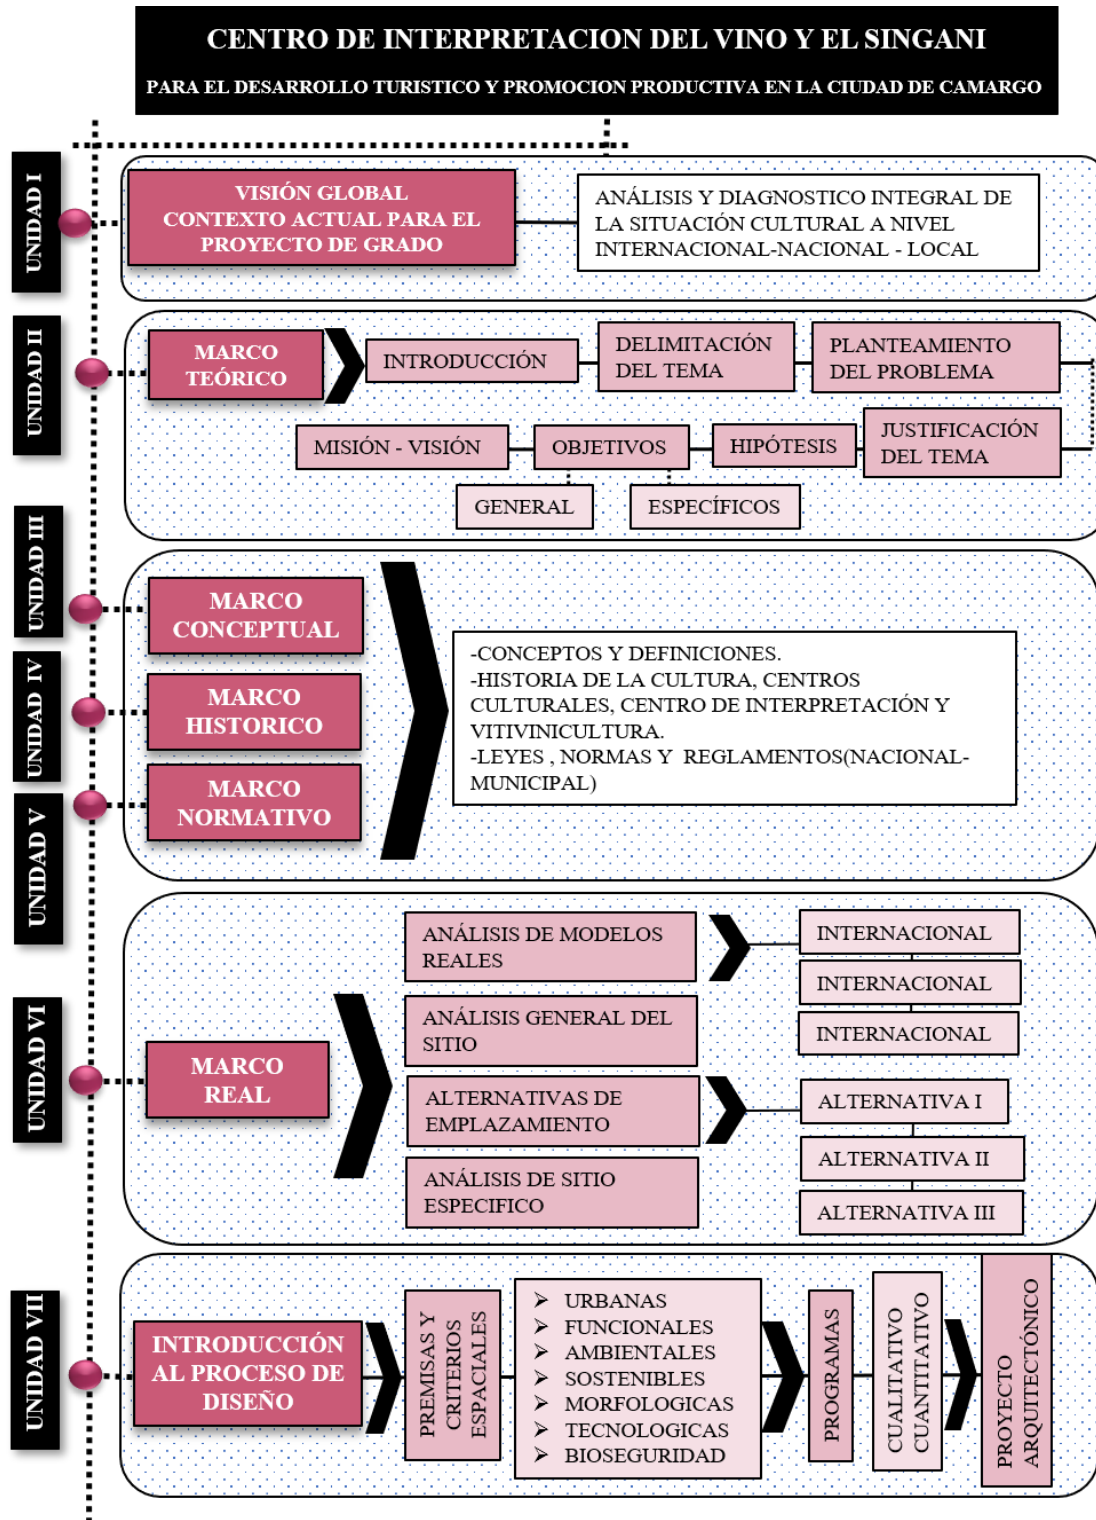 CENTRO DE INTERPRETACION DEL VINO Y EL SINGANI
PARA EL DESARROLLO TURISTICO Y PROMOCION PRODUCTIVA EN LA CIUDAD DE CAMARGO
UNIDAD I
VISIÓN GLOBAL
CONTEXTO ACTUAL PARA EL
PROYECTO DE GRADO
ANÁLISIS Y DIAGNOSTICO INTEGRAL DE
LA SITUACIÓN CULTURAL A NIVEL
INTERNACIONAL-NACIONAL - LOCAL
UNIDAD II
MARCO
TEÓRICO
INTRODUCCIÓN
DELIMITACIÓN
DEL TEMA
PLANTEAMIENTO
DEL PROBLEMA
JUSTIFICACIÓN
DEL TEMA
HIPÓTESIS
OBJETIVOS
MISIÓN - VISIÓN
GENERAL
ESPECÍFICOS
UNIDAD III
MARCO
CONCEPTUAL
UNIDAD IV
MARCO
HISTORICO
UNIDAD V
MARCO
NORMATIVO
-CONCEPTOS Y DEFINICIONES.
-HISTORIA DE LA CULTURA, CENTROS
CULTURALES, CENTRO DE INTERPRETACIÓN Y
VITIVINICULTURA.
-LEYES , NORMAS Y REGLAMENTOS(NACIONAL-
MUNICIPAL)
UNIDAD VI
MARCO
REAL
ANÁLISIS DE MODELOS
REALES
INTERNACIONAL
INTERNACIONAL
INTERNACIONAL
ANÁLISIS GENERAL DEL
SITIO
ALTERNATIVAS DE
EMPLAZAMIENTO
ALTERNATIVA I
ALTERNATIVA II
ALTERNATIVA III
ANÁLISIS DE SITIO
ESPECIFICO
UNIDAD VII
INTRODUCCIÓN
AL PROCESO DE
DISEÑO
PREMISAS Y
CRITERIOS
ESPACIALES
➢ URBANAS
➢ FUNCIONALES
➢ AMBIENTALES
➢ SOSTENIBLES
➢ MORFOLOGICAS
➢ TECNOLOGICAS
➢ BIOSEGURIDAD
PROGRAMAS
CUALITATIVO
CUANTITATIVO
PROYECTO
ARQUITECTÓNICO